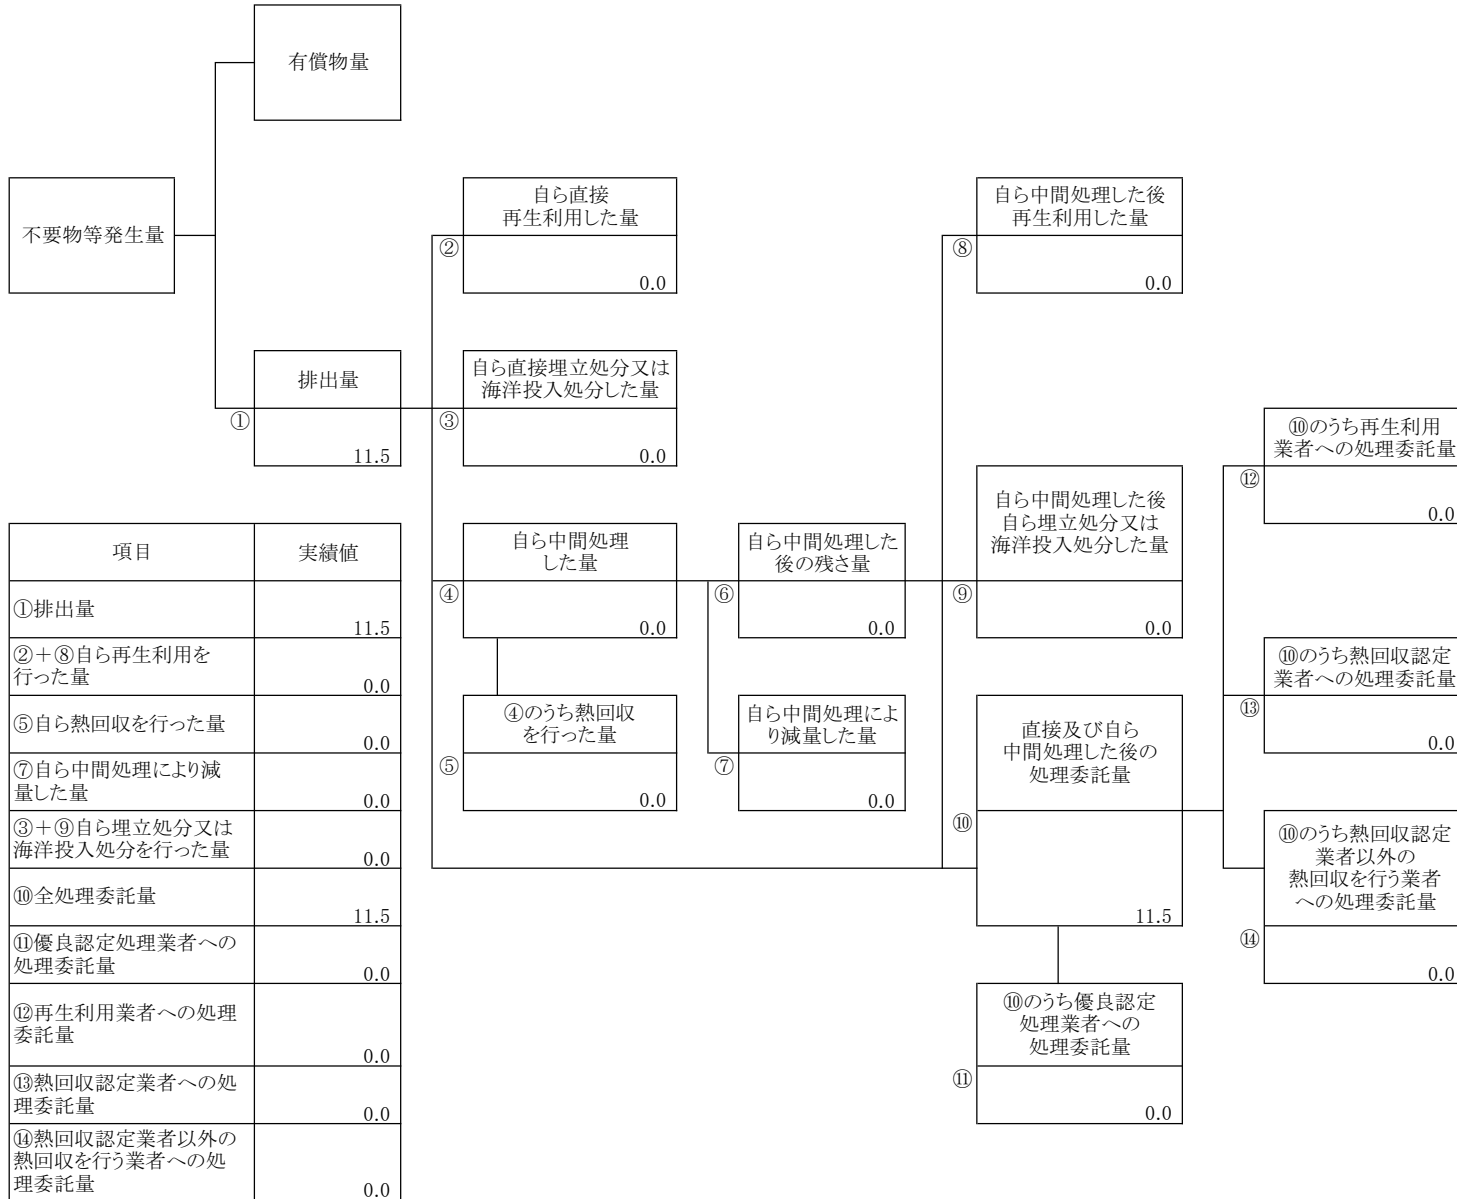 有償物量
不要物等発生量
自ら直接
再生利用した量
②
0.0
自ら中間処理した後
再生利用した量
⑧
0.0
排出量
①
11.5
自ら直接埋立処分又は
海洋投入処分した量
③
0.0
⑩のうち再生利用
業者への処理委託量
⑫
0.0
自ら中間処理
した量
④
0.0
自ら中間処理した
後の残さ量
⑥
0.0
自ら中間処理した後
自ら埋立処分又は
海洋投入処分した量
⑨
0.0
⑩のうち熱回収認定
業者への処理委託量
⑬
0.0
④のうち熱回収
を行った量
⑤
0.0
自ら中間処理によ
り減量した量
⑦
0.0
直接及び自ら
中間処理した後の
処理委託量
⑩
11.5
⑩のうち熱回収認定
業者以外の
熱回収を行う業者
への処理委託量
⑭
0.0
⑩のうち優良認定
処理業者への
処理委託量
⑪
0.0
項目 実績値
①排出量
11.5
②＋⑧自ら再生利用を
行った量
0.0
⑤自ら熱回収を行った量
0.0
⑦自ら中間処理により減
量した量
0.0
③＋⑨自ら埋立処分又は
海洋投入処分を行った量
0.0
⑩全処理委託量
11.5
⑪優良認定処理業者への
処理委託量
0.0
⑫再生利用業者への処理
委託量
0.0
⑬熱回収認定業者への処
理委託量
0.0
⑭熱回収認定業者以外の
熱回収を行う業者への処
理委託量
0.0